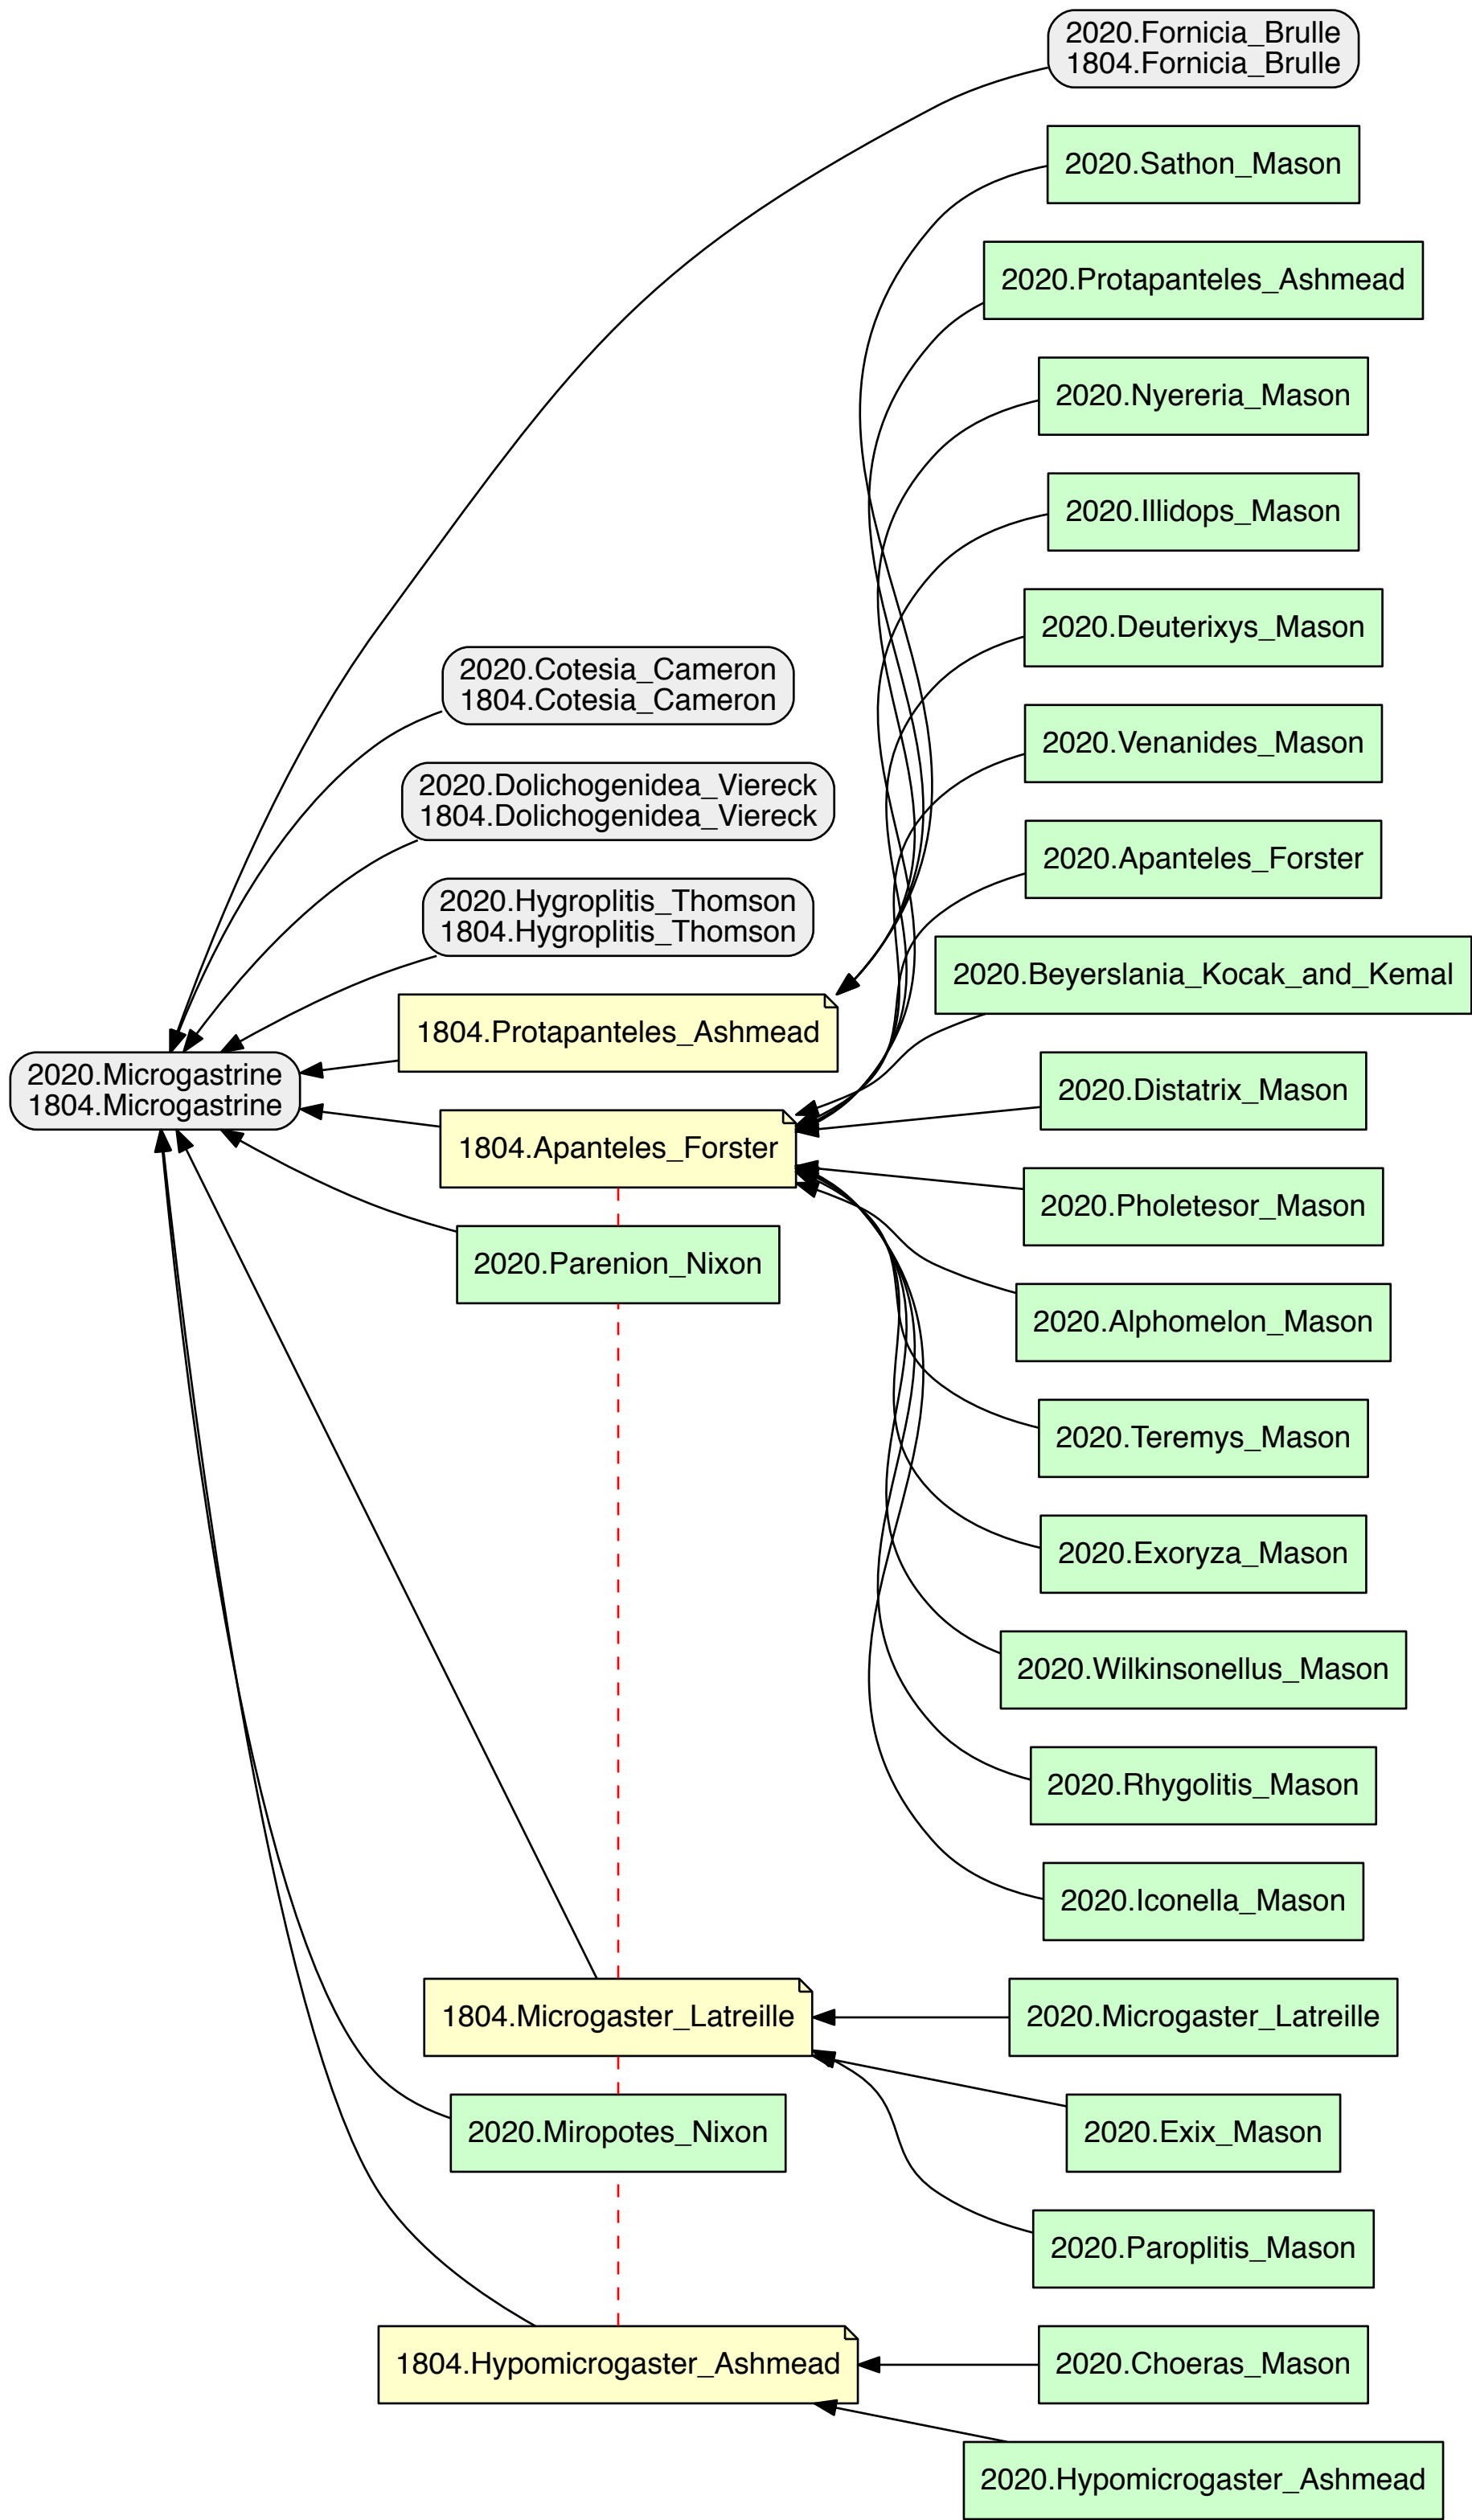 2020.Fornicia_Brulle
1804.Fornicia_Brulle
2020.Sathon_Mason
2020.Protapanteles_Ashmead
2020.Nyereria_Mason
2020.Illidops_Mason
2020.Deuterixys_Mason
2020.Cotesia_Cameron
1804.Cotesia_Cameron
2020.Venanides_Mason
2020.Dolichogenidea_Viereck
1804.Dolichogenidea_Viereck
2020.Apanteles_Forster
2020.Hygroplitis_Thomson
1804.Hygroplitis_Thomson
2020.Beyerslania_Kocak_and_Kemal
1804.Protapanteles_Ashmead
2020.Microgastrine
1804.Microgastrine
2020.Distatrix_Mason
1804.Apanteles_Forster
2020.Pholetesor_Mason
2020.Parenion_Nixon
2020.Alphomelon_Mason
2020.Teremys_Mason
2020.Exoryza_Mason
2020.Wilkinsonellus_Mason
2020.Rhygolitis_Mason
2020.Iconella_Mason
1804.Microgaster_Latreille
2020.Microgaster_Latreille
2020.Miropotes_Nixon
2020.Exix_Mason
2020.Paroplitis_Mason
1804.Hypomicrogaster_Ashmead
2020.Choeras_Mason
2020.Hypomicrogaster_Ashmead